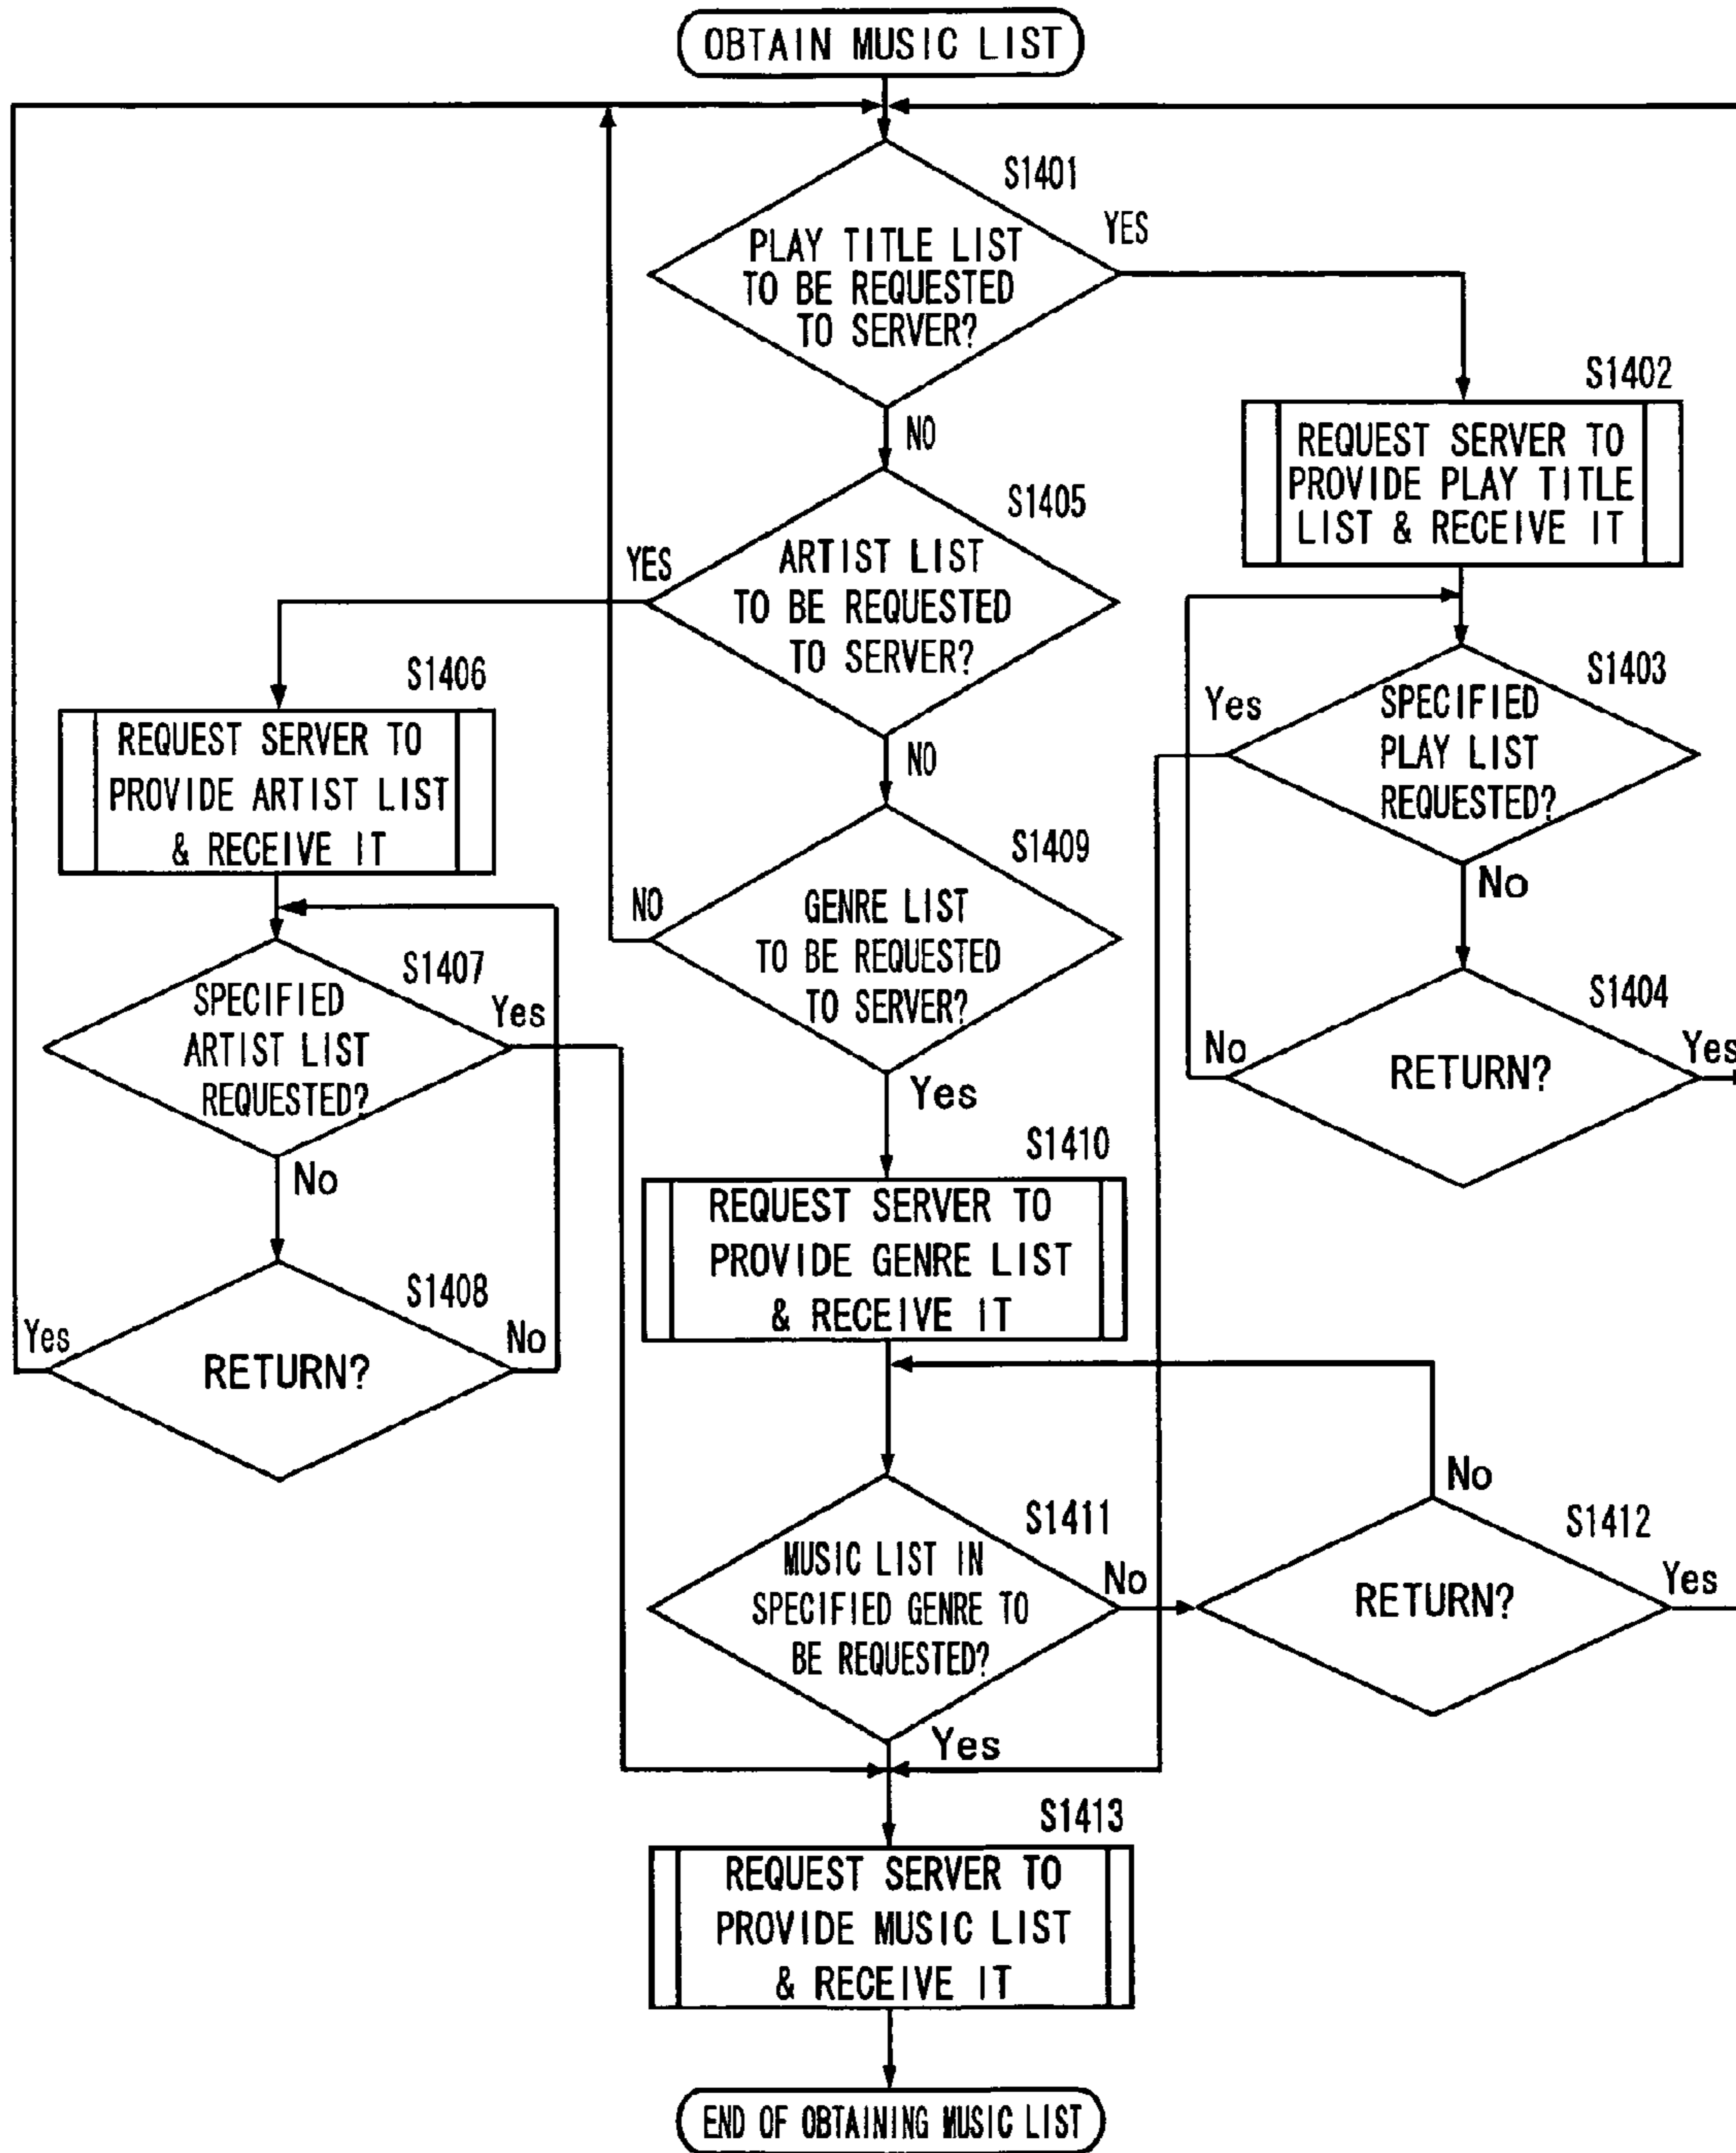 OBTAIN MUSIC LIST
S1401
PLAY TITLE LIST
TO BE REQUESTED
TO SERVER?
YES
NO
S1402
REQUEST SERVER TO
PROVIDE PLAY TITLE
LIST & RECEIVE IT
S1405
ARTIST LIST
TO BE REQUESTED
TO SERVER?
YES
NO
S1403
SPECIFIED
PLAY LIST
REQUESTED?
Yes
No
S1406
REQUEST SERVER TO
PROVIDE ARTIST LIST
& RECEIVE IT
S1409
GENRE LIST
TO BE REQUESTED
TO SERVER?
NO
Yes
S1404
RETURN?
No
Yes
S1407
SPECIFIED
ARTIST LIST
REQUESTED?
Yes
No
S1410
REQUEST SERVER TO
PROVIDE GENRE LIST
& RECEIVE IT
S1408
RETURN?
Yes
No
S1411
MUSIC LIST IN
SPECIFIED GENRE TO
BE REQUESTED?
No
Yes
S1412
RETURN?
No
Yes
S1413
REQUEST SERVER TO
PROVIDE MUSIC LIST
& RECEIVE IT
END OF OBTAINING MUSIC LIST